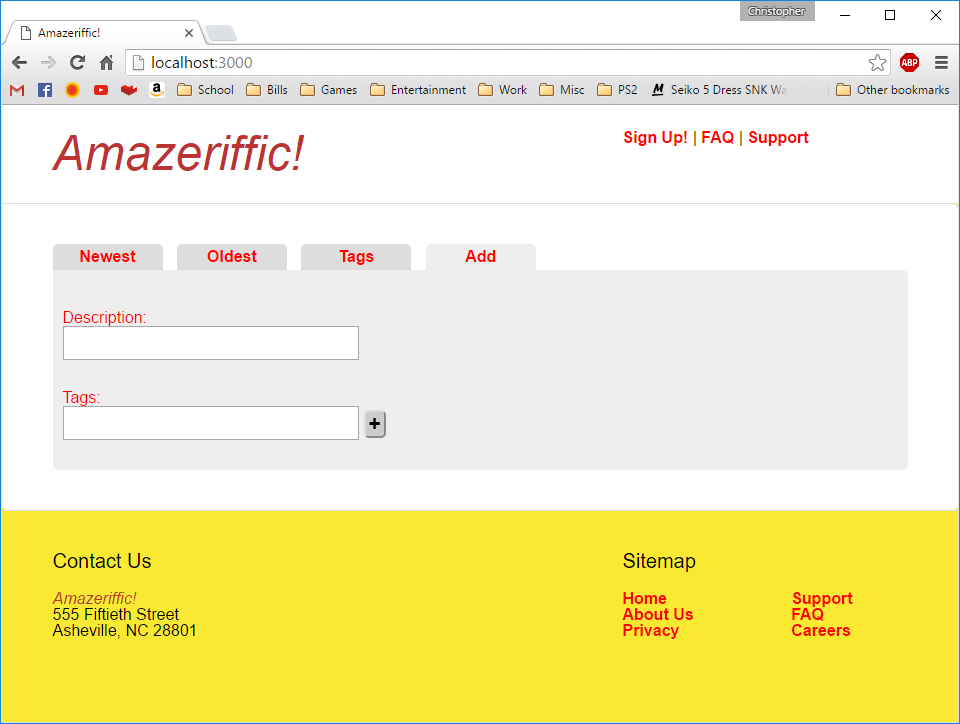 Christopher
Amazeriffic!
localhost:3000
ABP
School Bills Games Entertainment Work Misc PS2 Seiko 5 Dress SNK Wa Other bookmarks
Amazeriffic!
Sign Up! | FAQ | Support
Newest Oldest Tags Add
Description:
Tags:
+
Contact Us
Amazeriffic!
555 Fiftieth Street
Asheville, NC 28801
Sitemap
Home Support
About Us FAQ
Privacy Careers